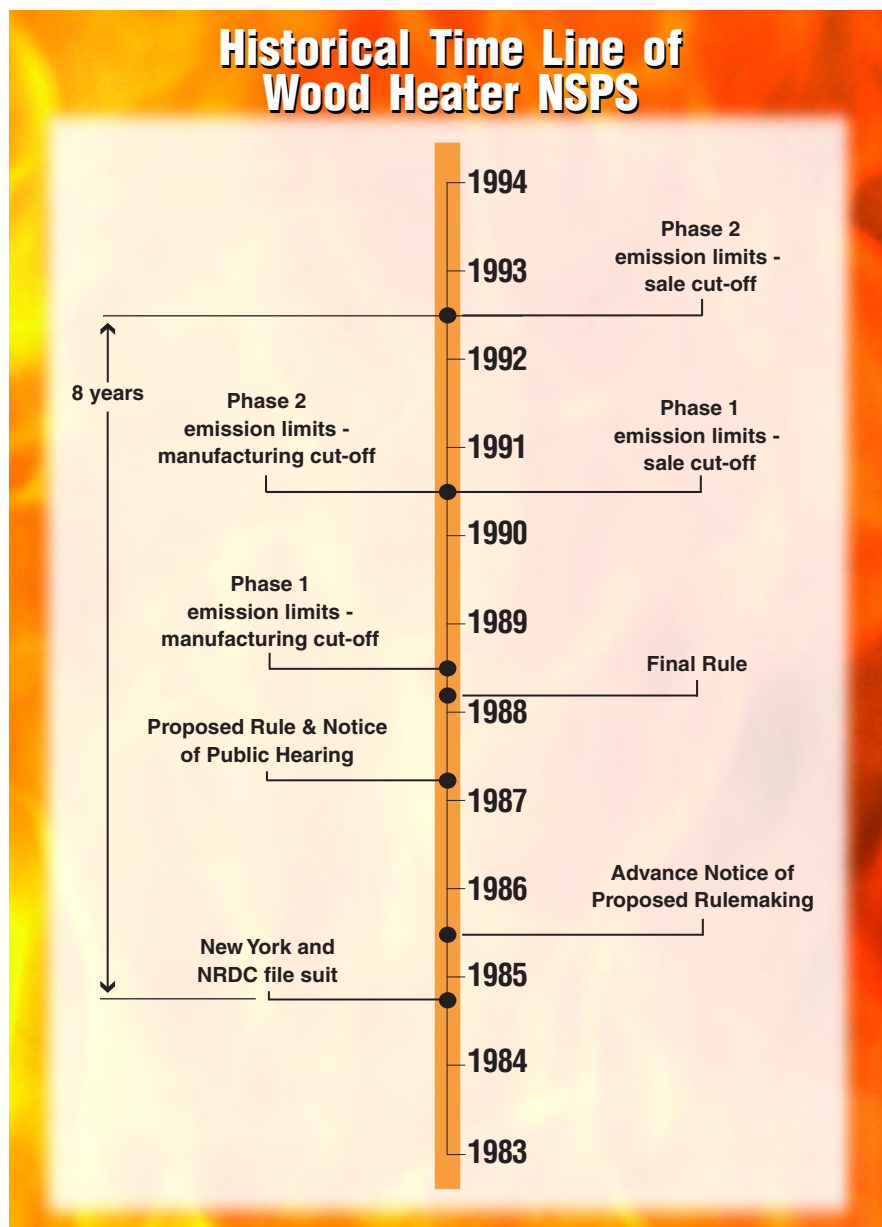 Historical Time Line of
Wood Heater NSPS
1994
Phase 2
emission limits -
sale cut-off
1993
1992
8 years
Phase 2
emission limits -
manufacturing cut-off
Phase 1
emission limits -
sale cut-off
1991
1990
Phase 1
emission limits -
manufacturing cut-off
1989
Final Rule
1988
Proposed Rule & Notice
of Public Hearing
1987
1986
Advance Notice of
Proposed Rulemaking
New York and
NRDC file suit
1985
1984
1983